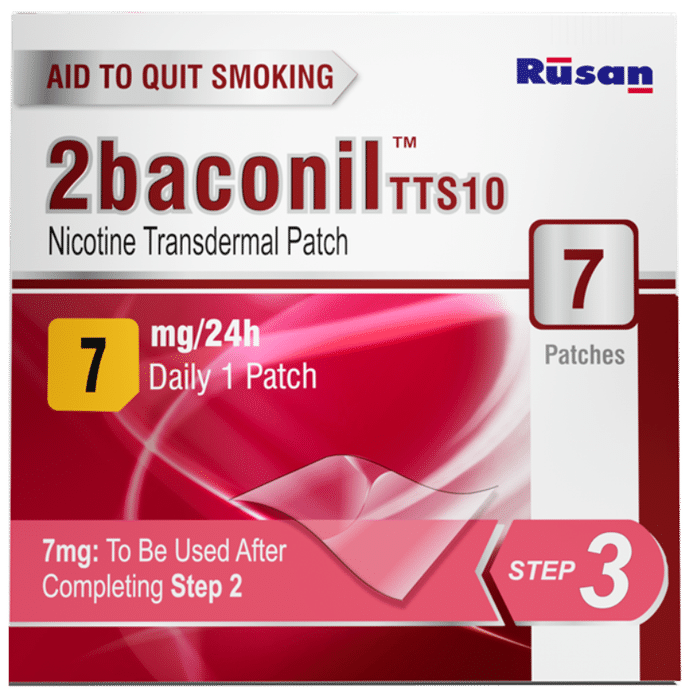 AID TO QUIT SMOKING
Rūsan
2baconil™ TTS10
Nicotine Transdermal Patch
7
Patches
7 mg/24h
Daily 1 Patch
7mg: To Be Used After
Completing Step 2
STEP 3